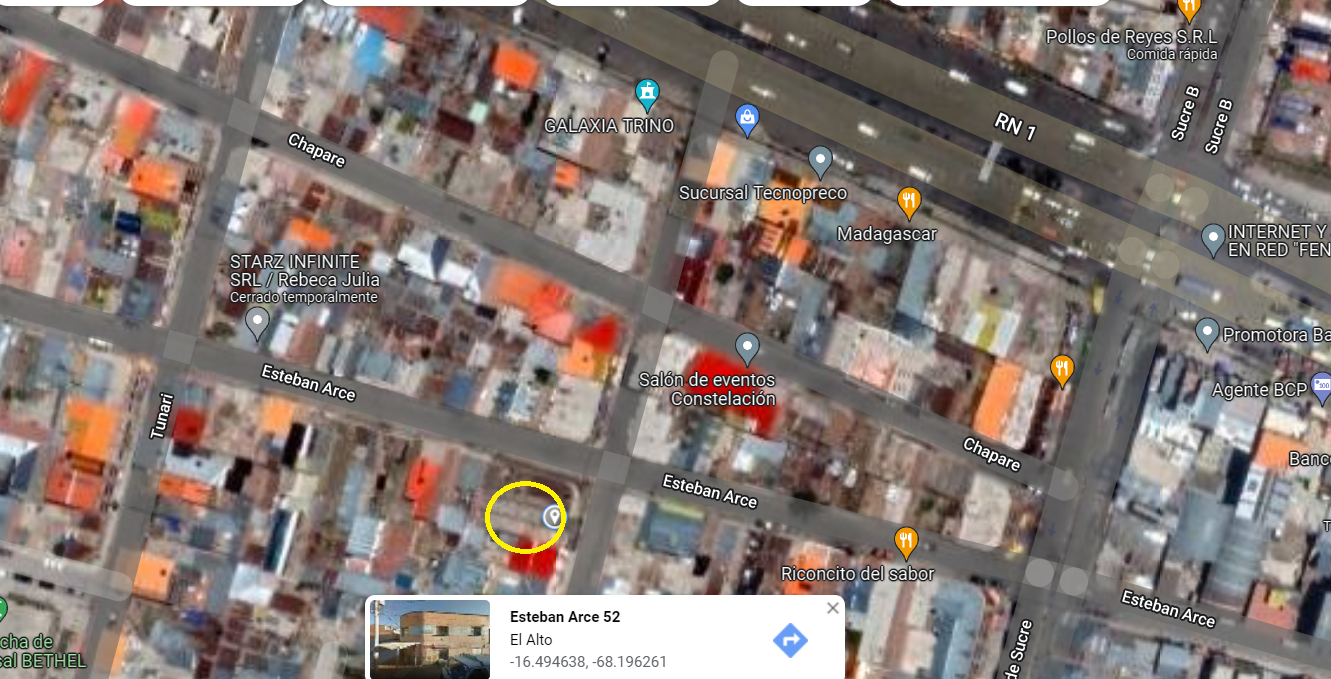 Pollos de Reyes S.R.L
Comida rápida
Sucre B
Sucre B
GALAXIA TRINO
RN 1
Chapare
Sucursal Tecnopreco
Madagascar
INTERNET Y
EN RED "FEN
STARZ INFINITE
SRL / Rebeca Julia
Cerrado temporalmente
Promotora Ba
Salón de eventos
Constelación
Agente BCP
Esteban Arce
Tunari
Chapare
Banco
Esteban Arce
T
Riconcito del sabor
Esteban Arce
cha de
sal BETHEL
de Sucre
Esteban Arce 52
El Alto
-16.494638, -68.196261